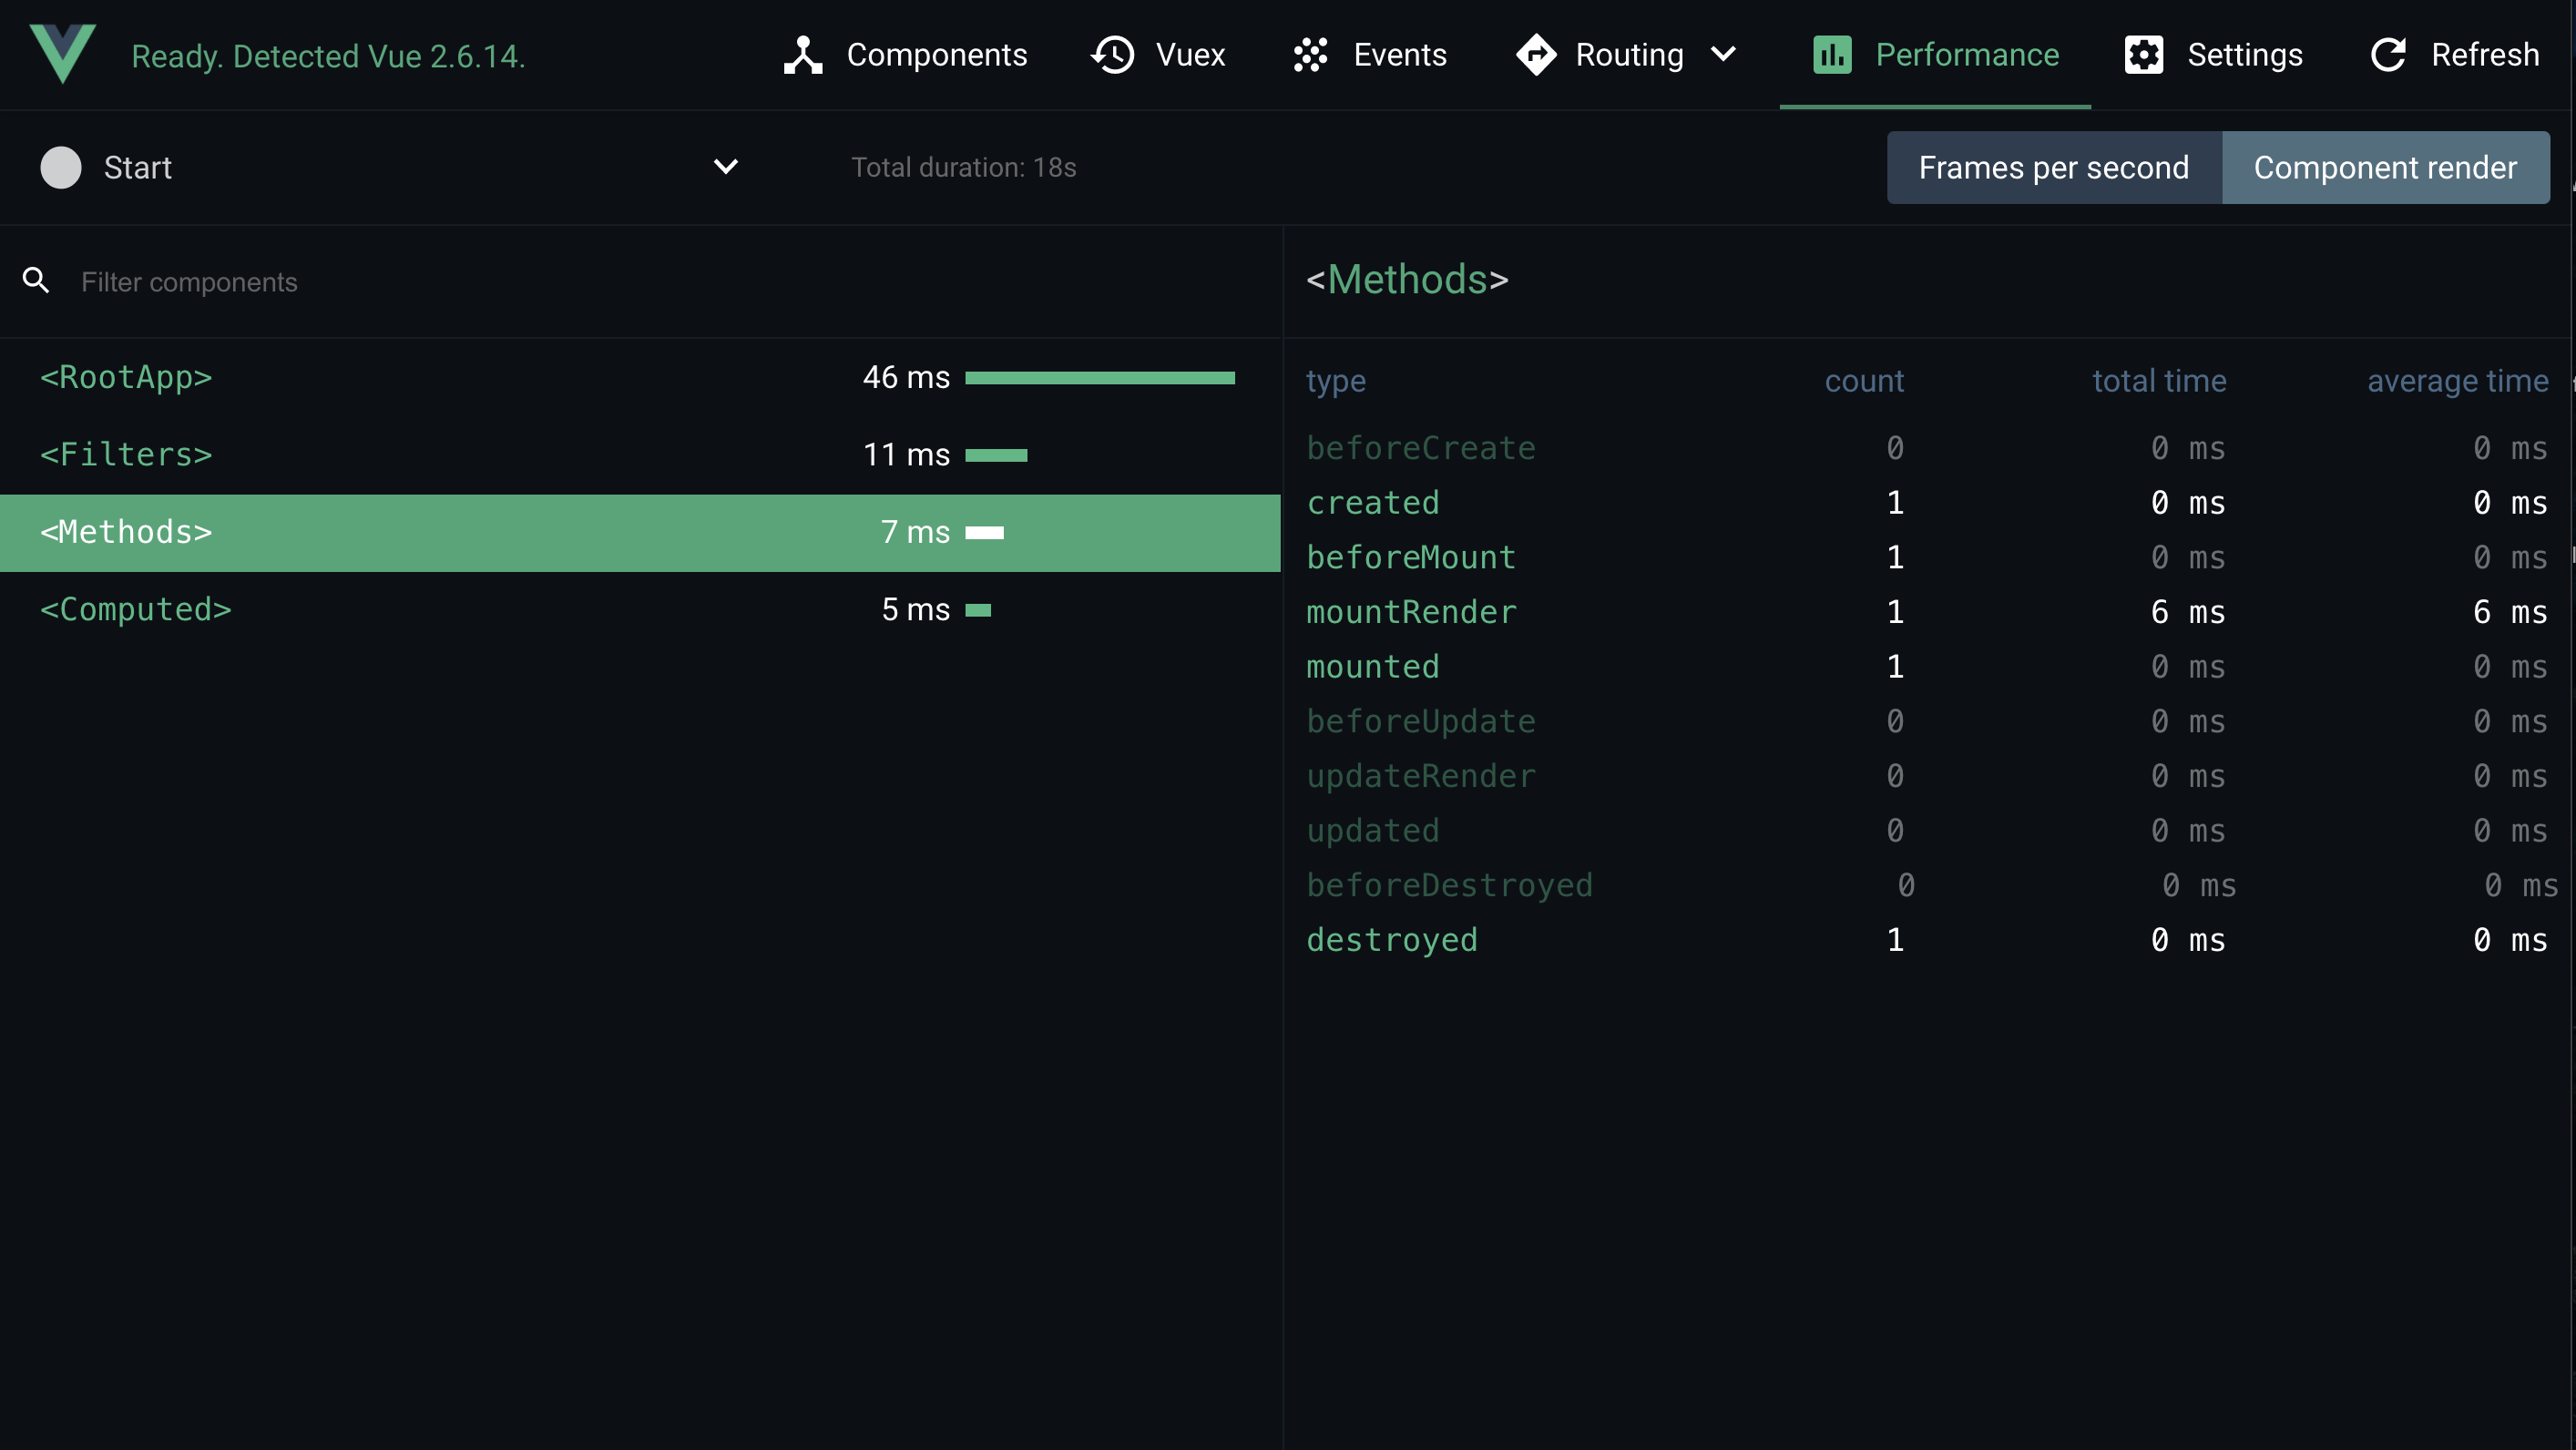 Ready. Detected Vue 2.6.14.
Components
Vuex
Events
Routing
Performance
Settings
Refresh
Start
Total duration: 18s
Frames per second
Component render
Filter components
<RootApp> 46 ms
<Filters> 11 ms
<Methods> 7 ms
<Computed> 5 ms
<Methods>
type count total time average time
beforeCreate 0 0 ms 0 ms
created 1 0 ms 0 ms
beforeMount 1 0 ms 0 ms
mountRender 1 6 ms 6 ms
mounted 1 0 ms 0 ms
beforeUpdate 0 0 ms 0 ms
updateRender 0 0 ms 0 ms
updated 0 0 ms 0 ms
beforeDestroyed 0 0 ms 0 ms
destroyed 1 0 ms 0 ms